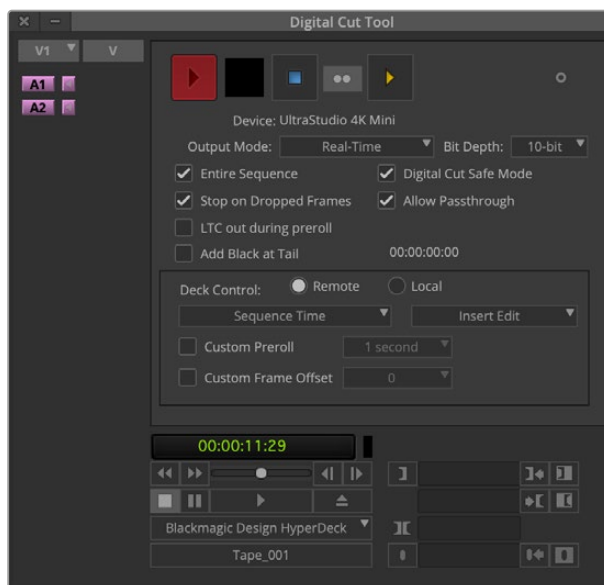 Digital Cut Tool
V1 V
A1
A2
Device: UltraStudio 4K Mini
Output Mode: Real-Time Bit Depth: 10-bit
Entire Sequence Digital Cut Safe Mode
Stop on Dropped Frames Allow Passthrough
LTC out during preroll
Add Black at Tail 00:00:00:00
Deck Control: Remote Local
Sequence Time Insert Edit
Custom Preroll 1 second
Custom Frame Offset 0
00:00:11:29
Blackmagic Design HyperDeck
Tape_001